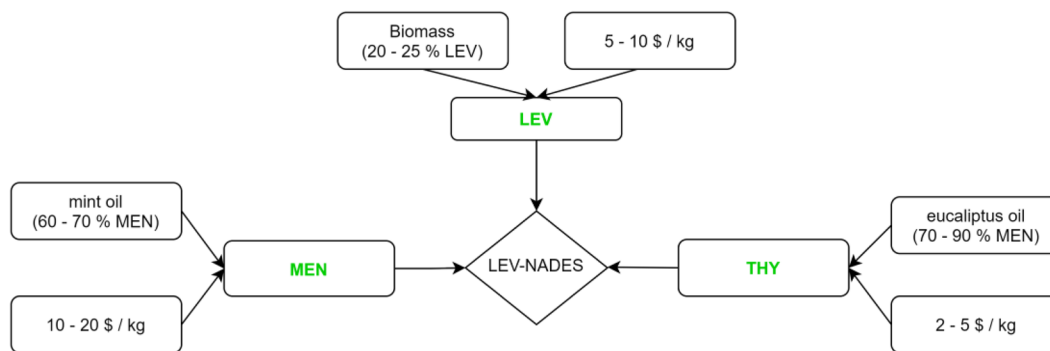 Biomass
(20 - 25 % LEV)
5 - 10 $ / kg
LEV
mint oil
(60 - 70 % MEN)
eucaliptus oil
(70 - 90 % MEN)
MEN
LEV-NADES
THY
10 - 20 $ / kg
2 - 5 $ / kg